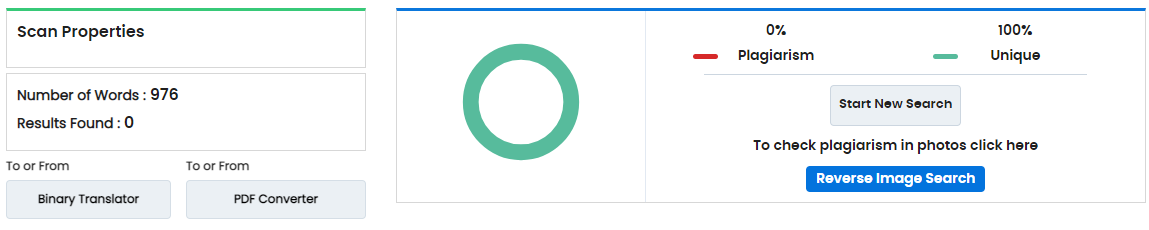 Scan Properties
Number of Words : 976
Results Found : 0
To or From
To or From
Binary Translator
PDF Converter
0%
100%
Plagiarism
Unique
Start New Search
To check plagiarism in photos click here
Reverse Image Search